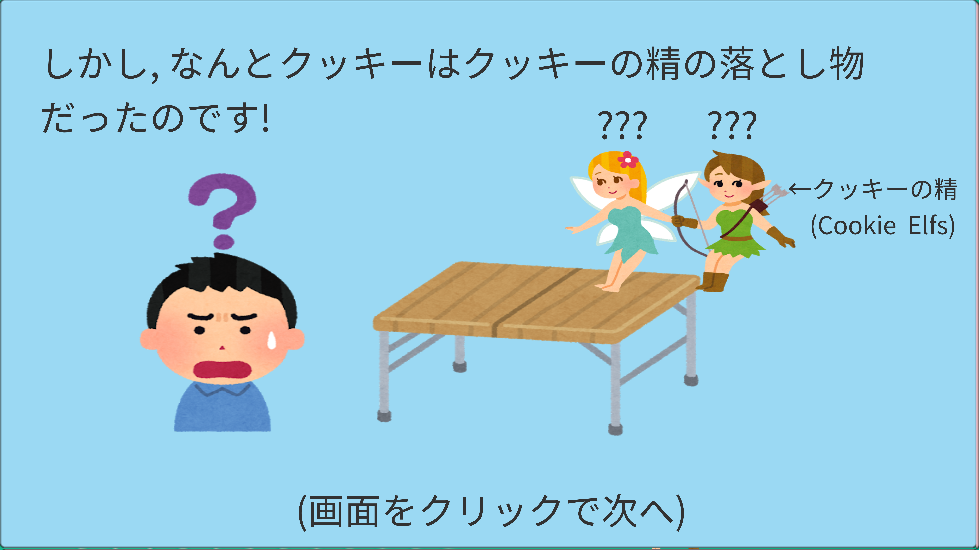 しかし, なんとクッキーはクッキーの精の落とし物
だったのです!
??? ???
←クッキーの精
(Cookie Elfs)
?
(画面をクリックで次へ)